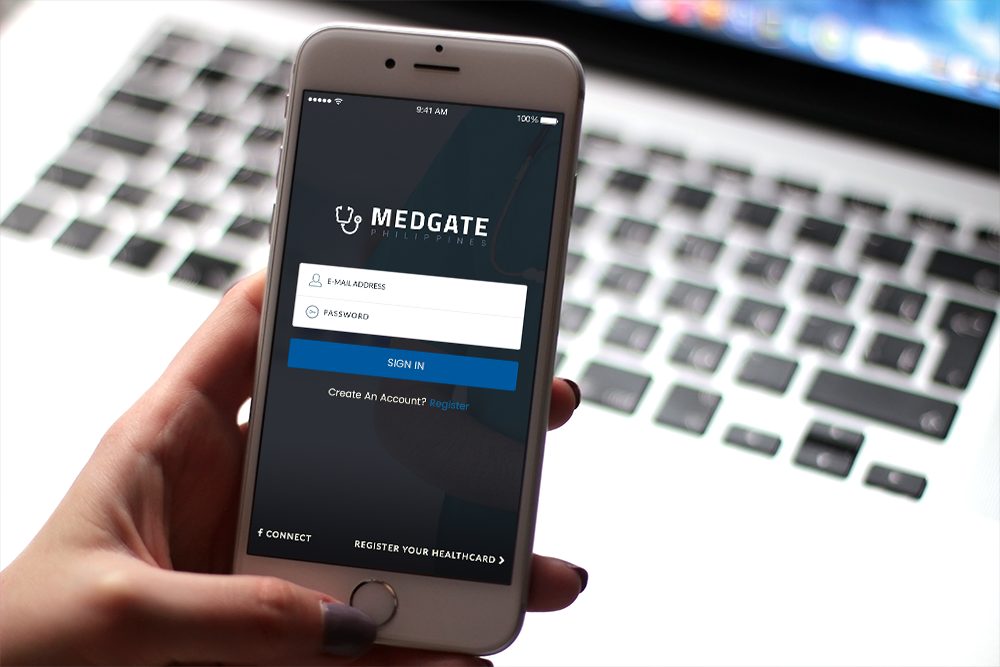 9:41 AM
100%
MEDGATE
PHILIPPINES
E-MAIL ADDRESS
PASSWORD
SIGN IN
Create An Account? Register
f CONNECT
REGISTER YOUR HEALTHCARD >